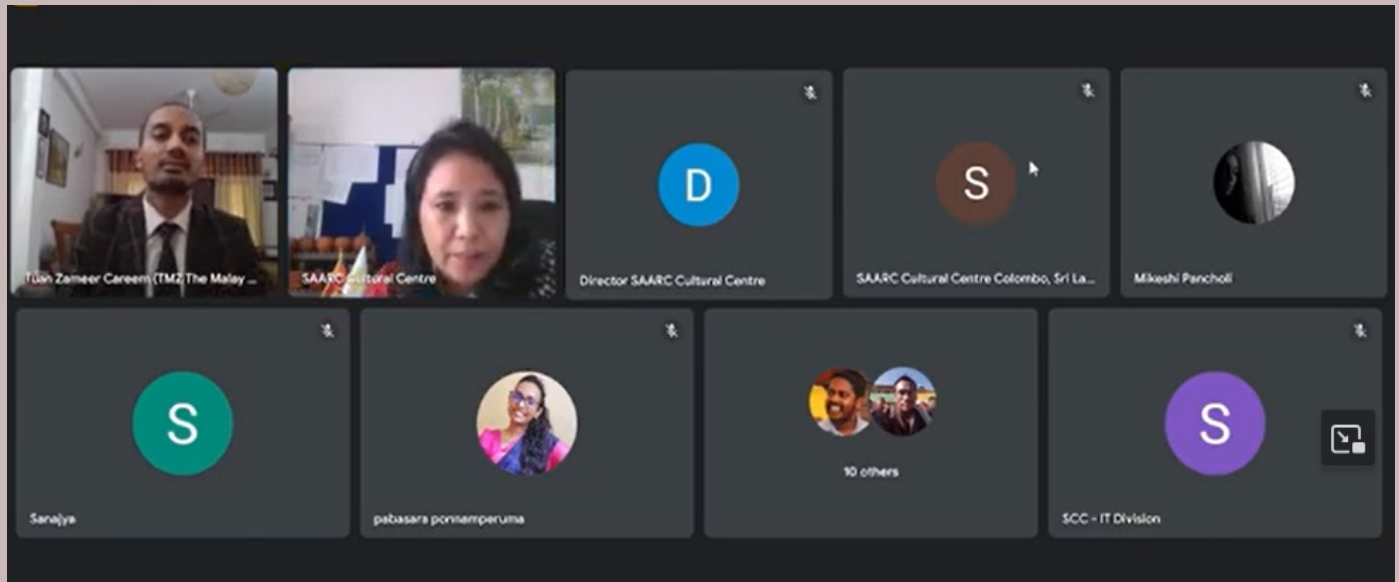 Tuan Zameer Careem (TMZ The Malay ...
SAARC Cultural Centre
D
Director SAARC Cultural Centre
S
SAARC Cultural Centre Colombo, Sri La...
Mikeshi Pancholi
S
Sanajya
pabasara ponnamperuma
10 others
S
SCC - IT Division